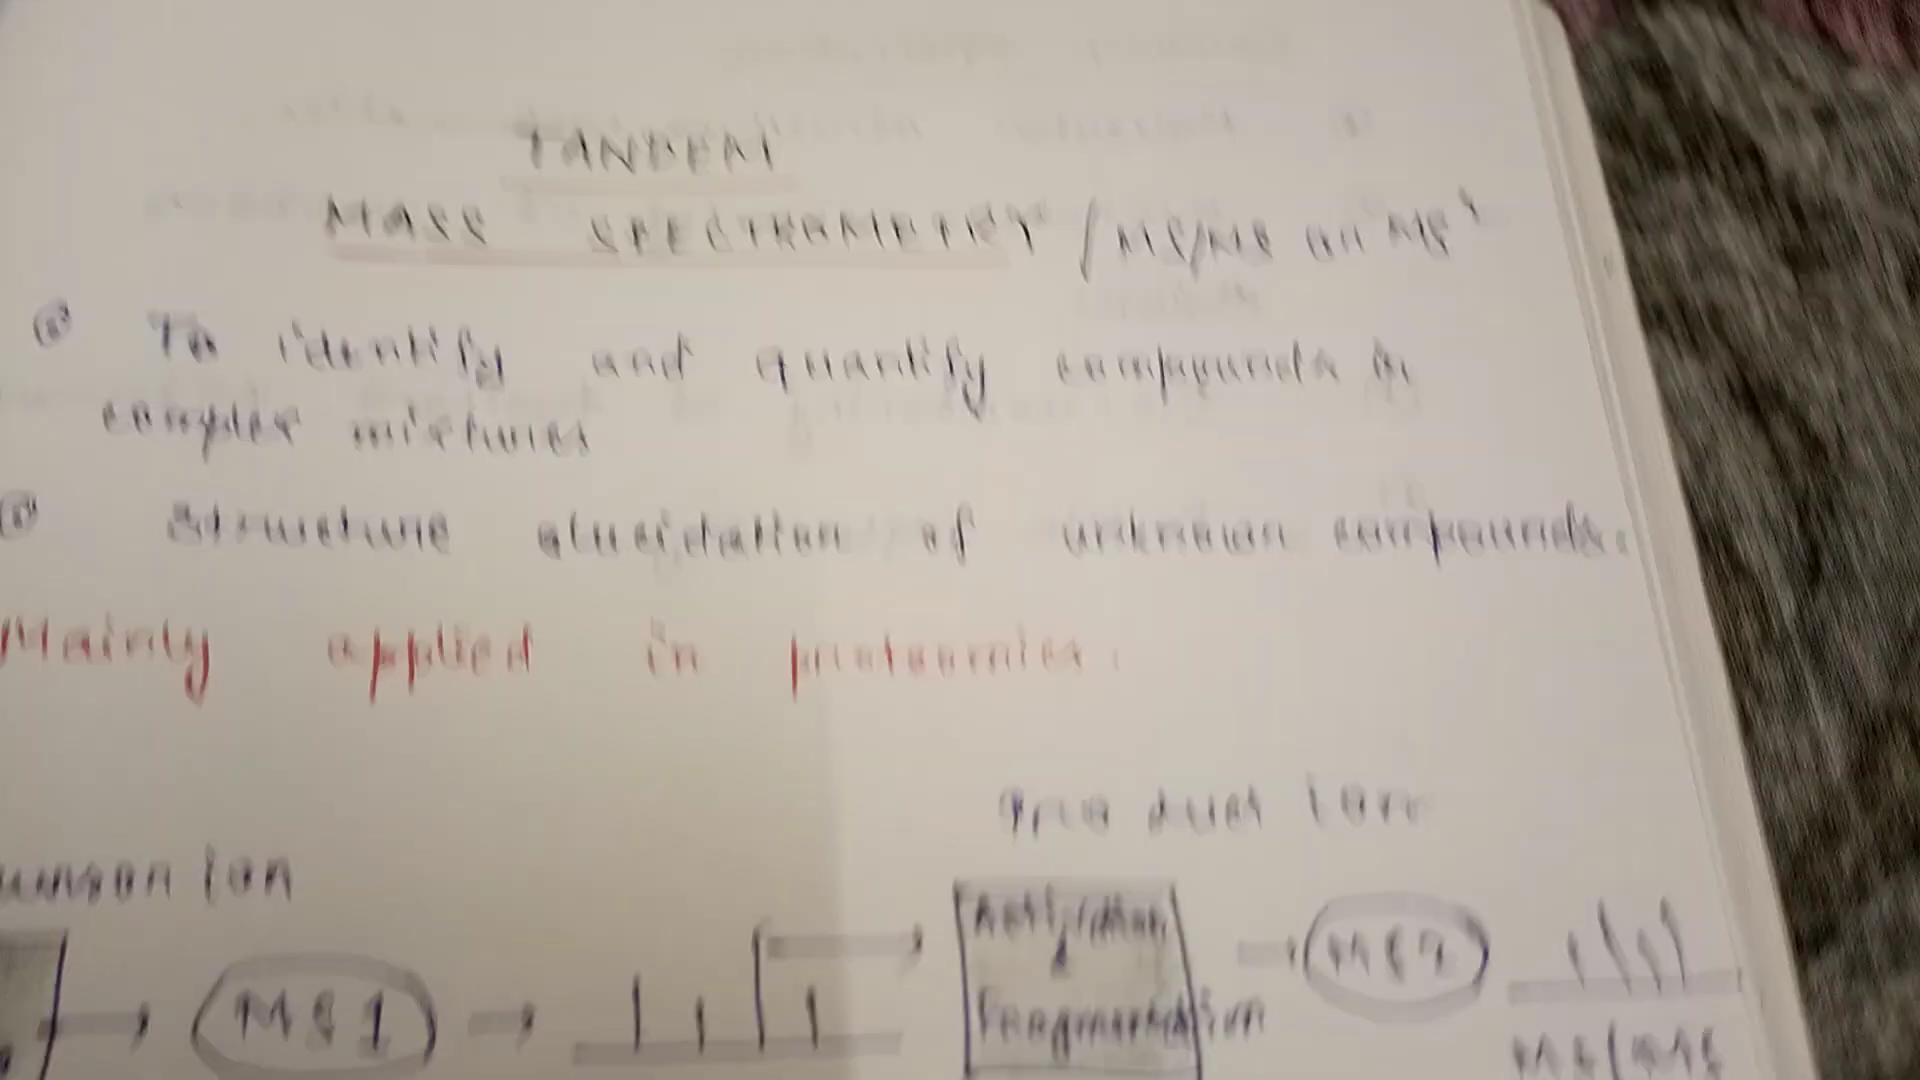 TANDEM
MASS SPECTROMETRY / MS/MS or MS²
To identify and quantify compounds in
complex mixtures
Structure elucidation of unknown compounds.
Mainly applied in proteomics.
Product ion
ion
Activation
&
Fragmentation
MS1
MS2
MS/MS